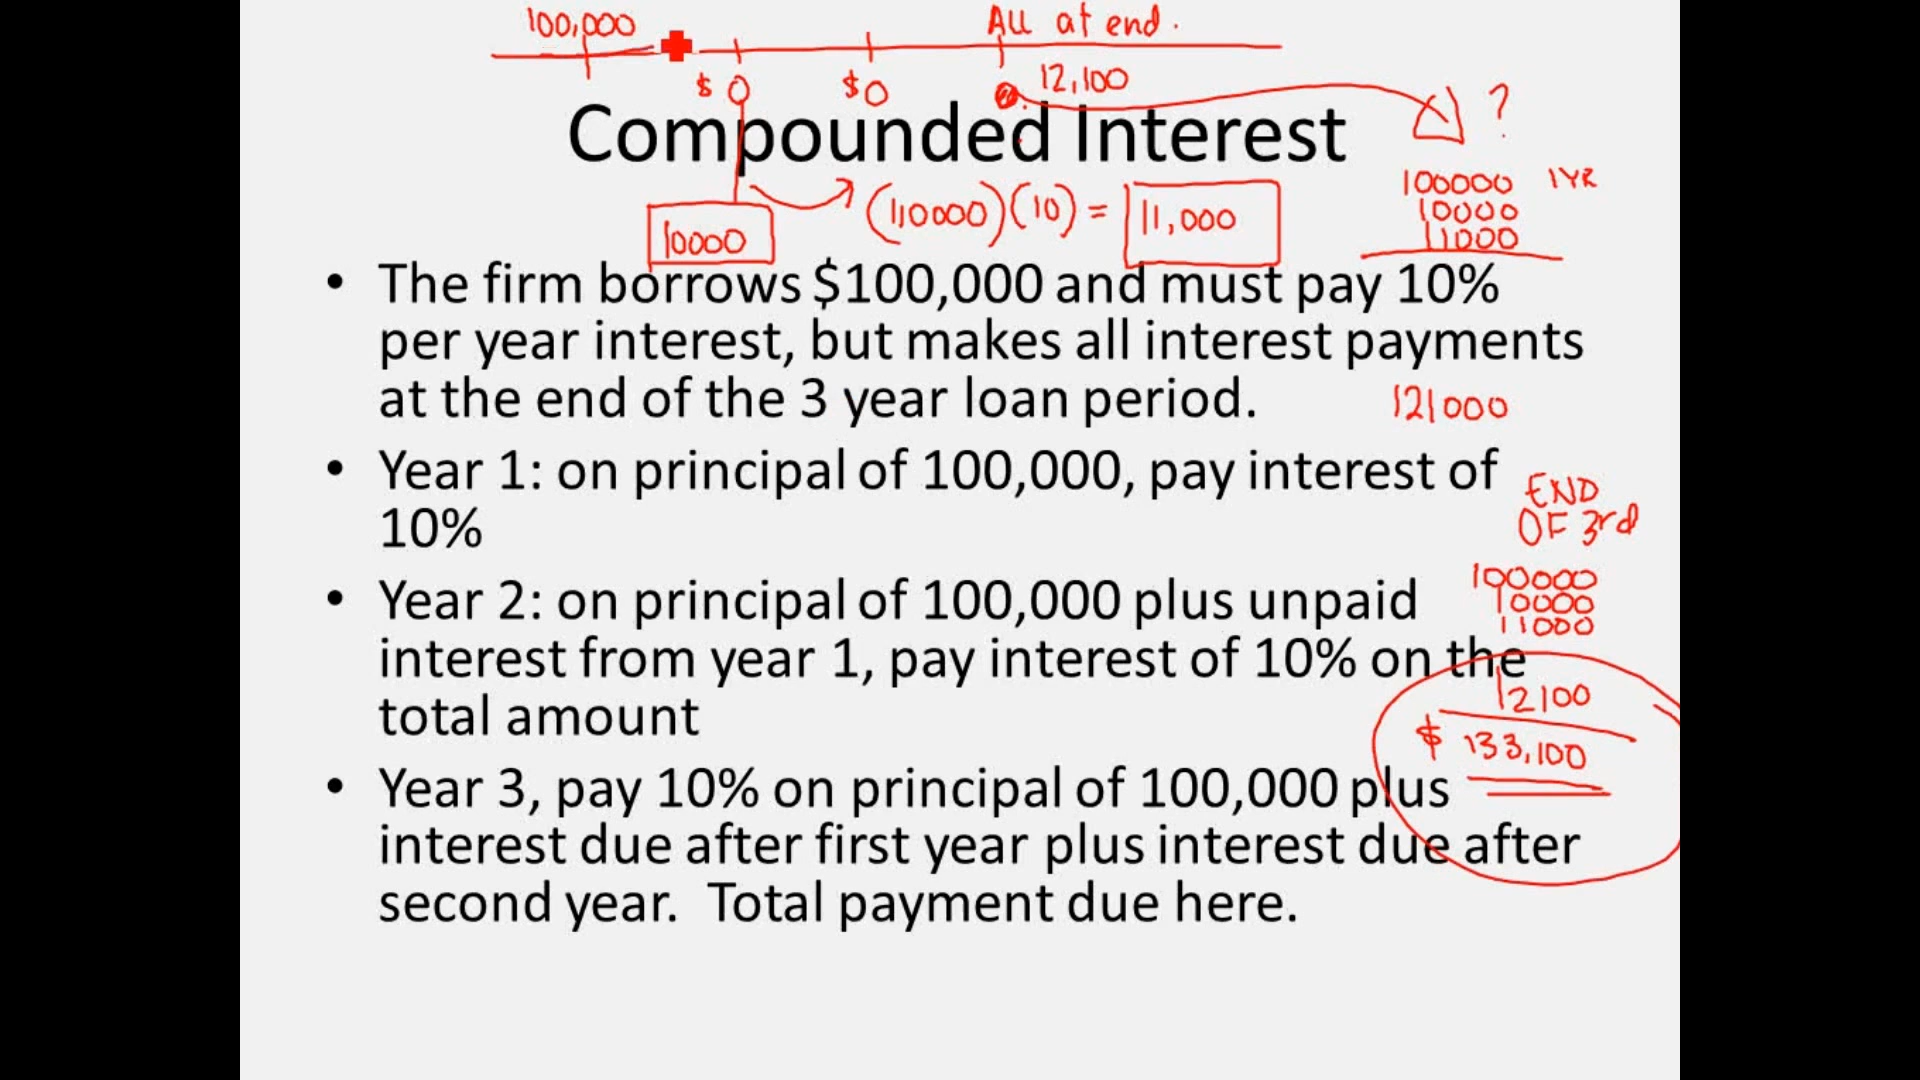 100,000
All at end.
$ 0
$ 0
12,100
?
Compounded Interest
10000
(110000)(10) = 11,000
100000 1YR
10000
11000
• The firm borrows $100,000 and must pay 10%
per year interest, but makes all interest payments
at the end of the 3 year loan period.
121000
• Year 1: on principal of 100,000, pay interest of
10%
END
OF 3rd
• Year 2: on principal of 100,000 plus unpaid
interest from year 1, pay interest of 10% on the
total amount
100000
10000
11000
12100
$ 133,100
• Year 3, pay 10% on principal of 100,000 plus
interest due after first year plus interest due after
second year. Total payment due here.